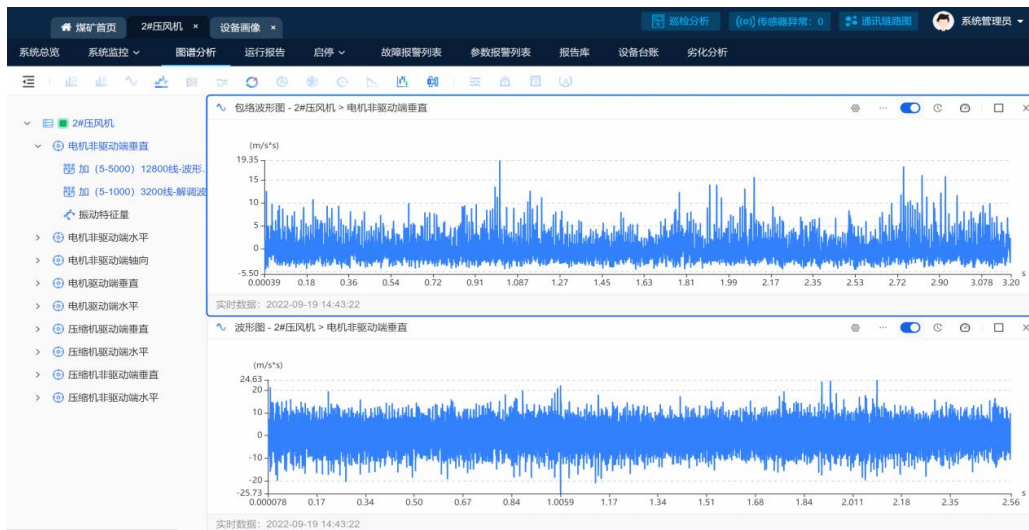 煤矿首页 2#压风机 × 设备画像 × 巡检分析 ((o))传感器异常：0 通讯链路图 系统管理员
系统总览 系统监控 图谱分析 运行报告 启停 故障报警列表 参数报警列表 报告库 设备台账 劣化分析
2#压风机
电机非驱动端垂直
加（5-5000）12800线-波形.
加（5-1000）3200线-解调波
振动特征量
电机非驱动端水平
电机非驱动端轴向
电机驱动端垂直
电机驱动端水平
压缩机驱动端垂直
压缩机驱动端水平
压缩机非驱动端垂直
压缩机非驱动端水平
包络波形图 - 2#压风机 > 电机非驱动端垂直
(m/s*s)
19.35
15
10
5
0
-5.50
0.00039 0.18 0.36 0.54 0.72 0.91 1.087 1.27 1.45 1.63 1.81 1.99 2.17 2.35 2.53 2.72 2.90 3.078 3.20 s
实时数据：2022-09-19 14:43:22
波形图 - 2#压风机 > 电机非驱动端垂直
(m/s*s)
24.63
20
10
0
-10
-20
-25.73
0.000078 0.17 0.34 0.50 0.67 0.84 1.0059 1.17 1.34 1.51 1.68 1.84 2.011 2.18 2.35 2.56 s
实时数据：2022-09-19 14:43:22